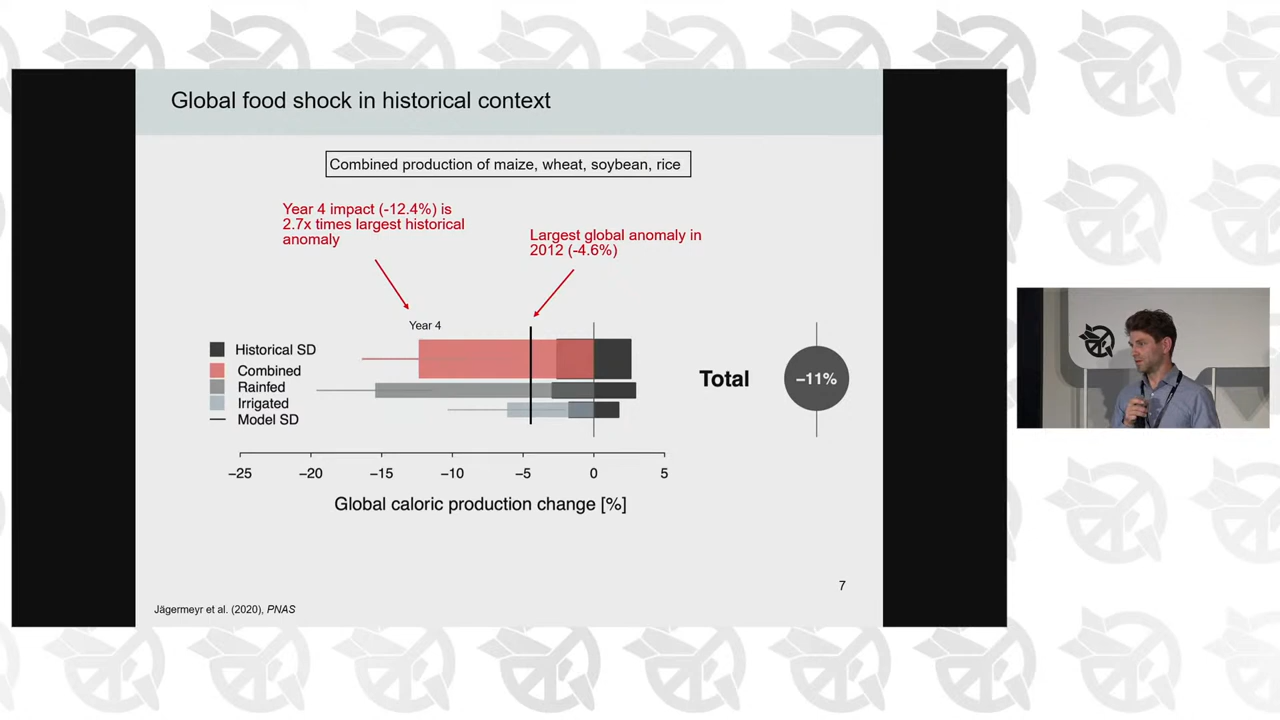 Global food shock in historical context
Combined production of maize, wheat, soybean, rice
Year 4 impact (-12.4%) is
2.7x times largest historical
anomaly
Largest global anomaly in
2012 (-4.6%)
Year 4
Historical SD
Combined
Rainfed
Irrigated
Model SD
Total
−11%
−25 −20 −15 −10 −5 0 5
Global caloric production change [%]
7
Jägermeyr et al. (2020), PNAS